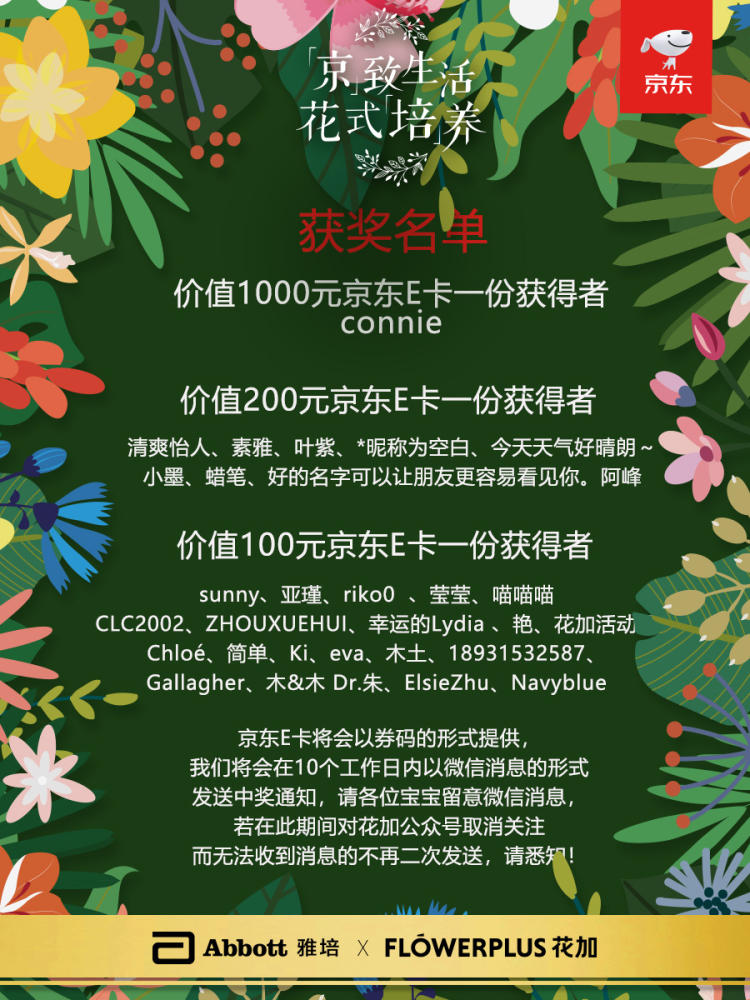 「京」致生活
花式「培」养
京东
获奖名单
价值1000元京东E卡一份获得者
connie
价值200元京东E卡一份获得者
清爽怡人、素雅、叶紫、*昵称为空白、今天天气好晴朗~
小墨、蜡笔、好的名字可以让朋友更容易看见你。阿峰
价值100元京东E卡一份获得者
sunny、亚瑾、riko0 、莹莹、喵喵喵
CLC2002、ZHOUXUEHUI、幸运的Lydia 、艳、花加活动
Chloé、简单、Ki、eva、木土、18931532587、
Gallagher、木&木 Dr.朱、ElsieZhu、Navyblue
京东E卡将会以券码的形式提供，
我们将会在10个工作日内以微信消息的形式
发送中奖通知，请各位宝宝留意微信消息，
若在此期间对花加公众号取消关注
而无法收到消息的不再二次发送，请悉知！
Abbott 雅培 X FLOWERPLUS 花加